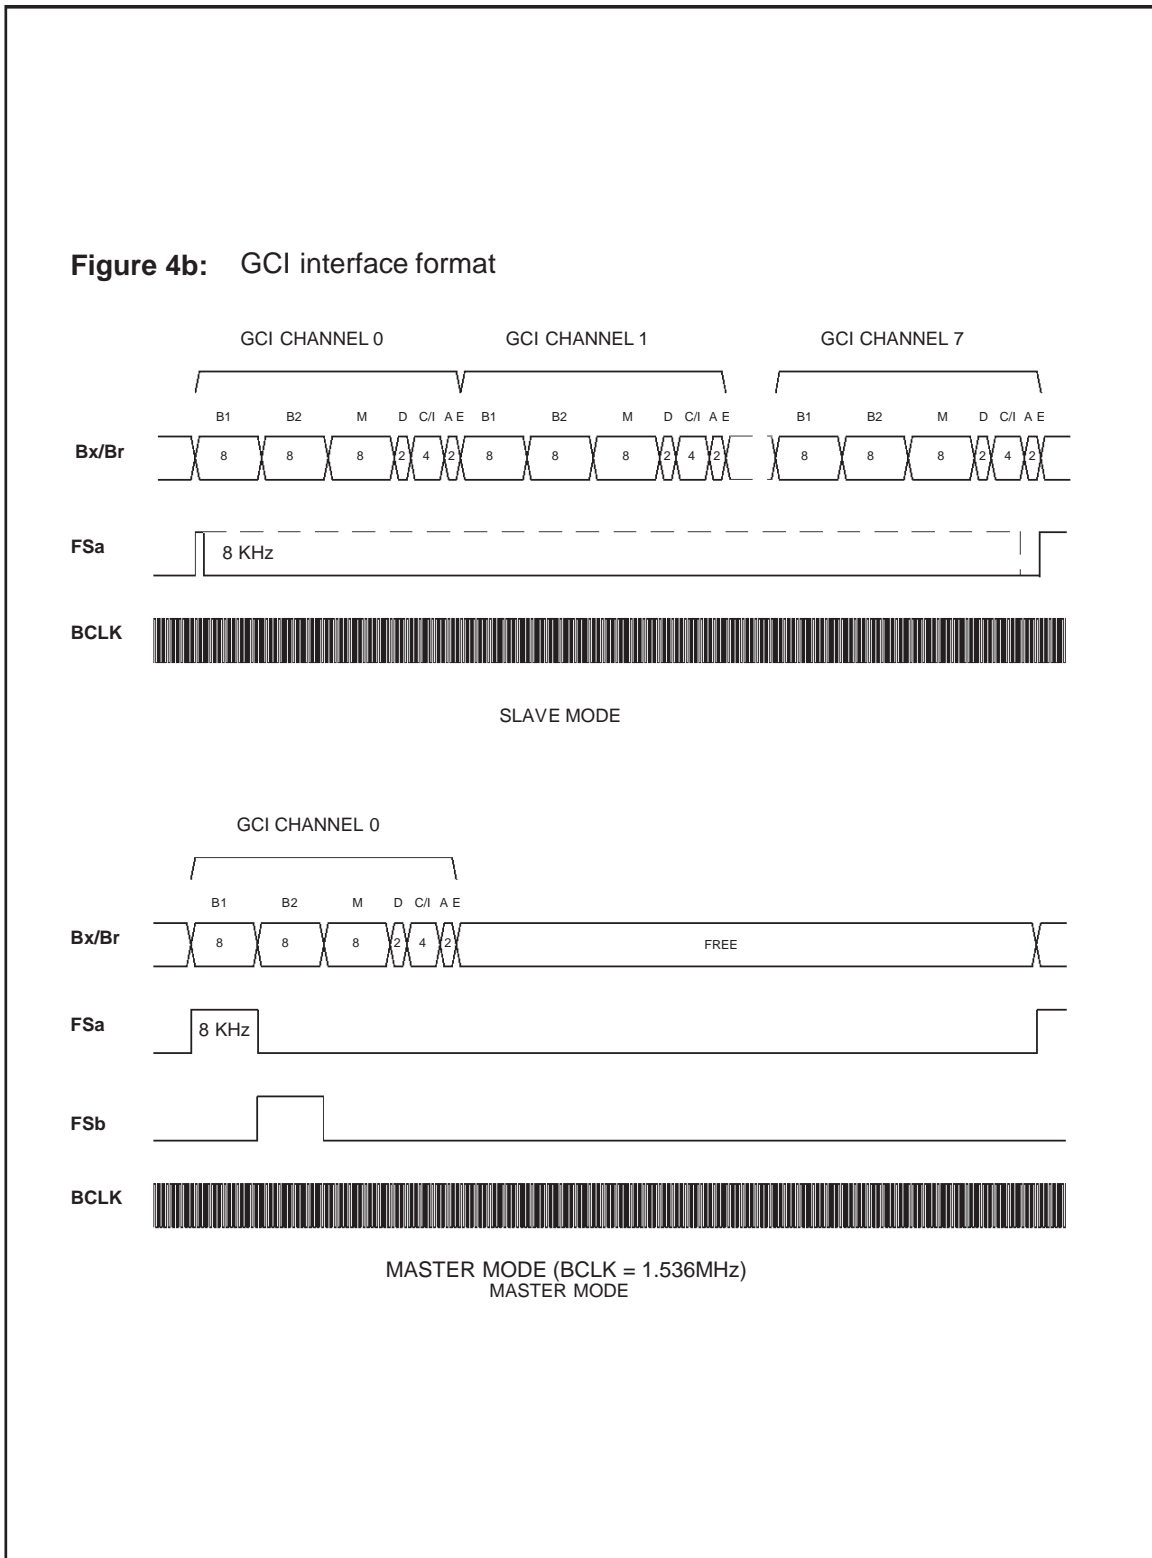 Figure 4b: GCI interface format
GCI CHANNEL 0 GCI CHANNEL 1 GCI CHANNEL 7
B1 B2 M D C/I A E B1 B2 M D C/I A E B1 B2 M D C/I A E
Bx/Br 8 8 8 2 4 2 8 8 8 2 4 2 8 8 8 2 4 2
FSa 8 KHz
BCLK
SLAVE MODE
GCI CHANNEL 0
B1 B2 M D C/I A E
Bx/Br 8 8 8 2 4 2 FREE
FSa 8 KHz
FSb
BCLK
MASTER MODE (BCLK = 1.536MHz)
MASTER MODE